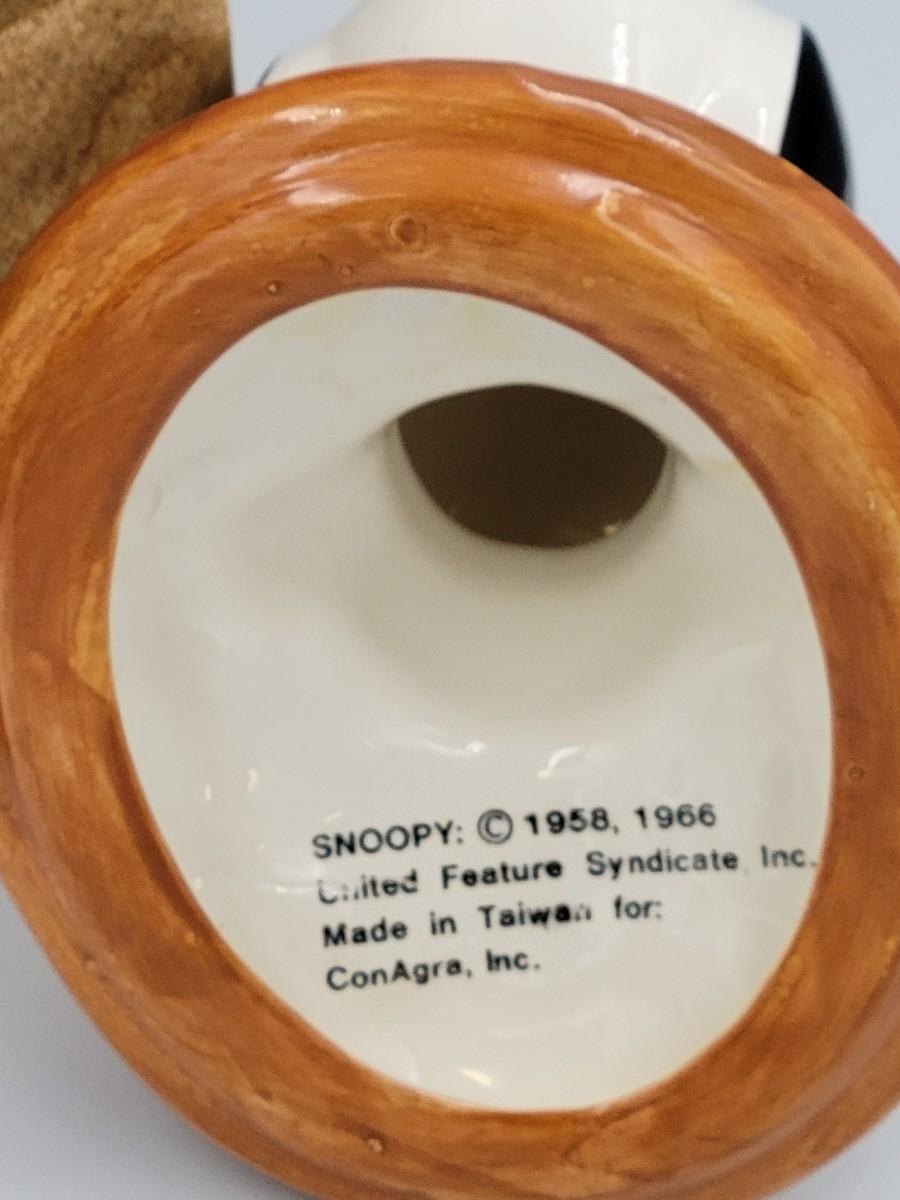 SNOOPY: © 1958, 1966
United Feature Syndicate, Inc.
Made in Taiwan for:
ConAgra, Inc.